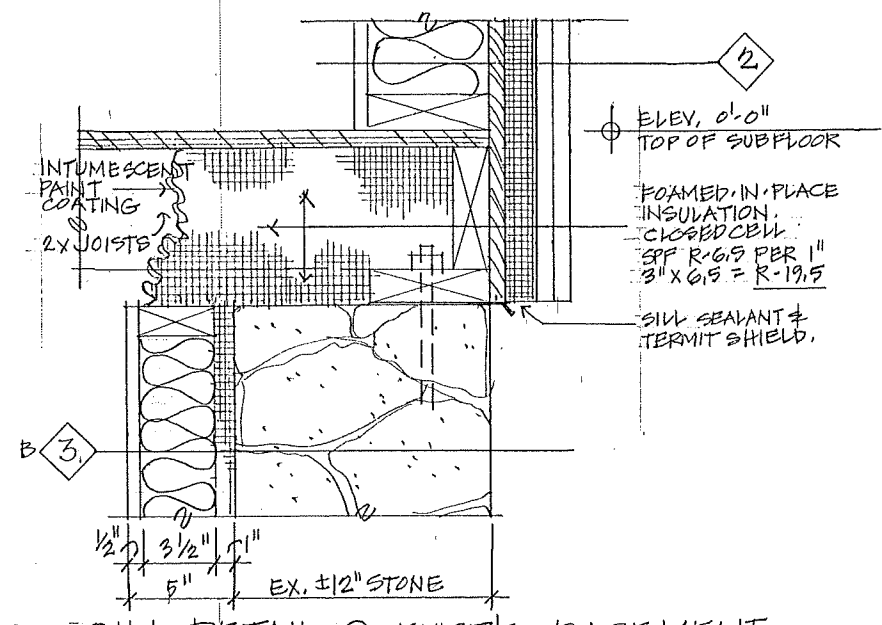 2
ELEV. 0'-0"
TOP OF SUBFLOOR
INTUMESCENT
PAINT
COATING
2X JOISTS
FOAMED-IN-PLACE
INSULATION.
CLOSED CELL
SPF R-6.5 PER 1"
3" X 6.5 = R-19.5
SILL SEALANT &
TERMIT SHIELD.
B 3.
1/2" 3 1/2" 1"
5" EX. ±12" STONE
DETAIL @